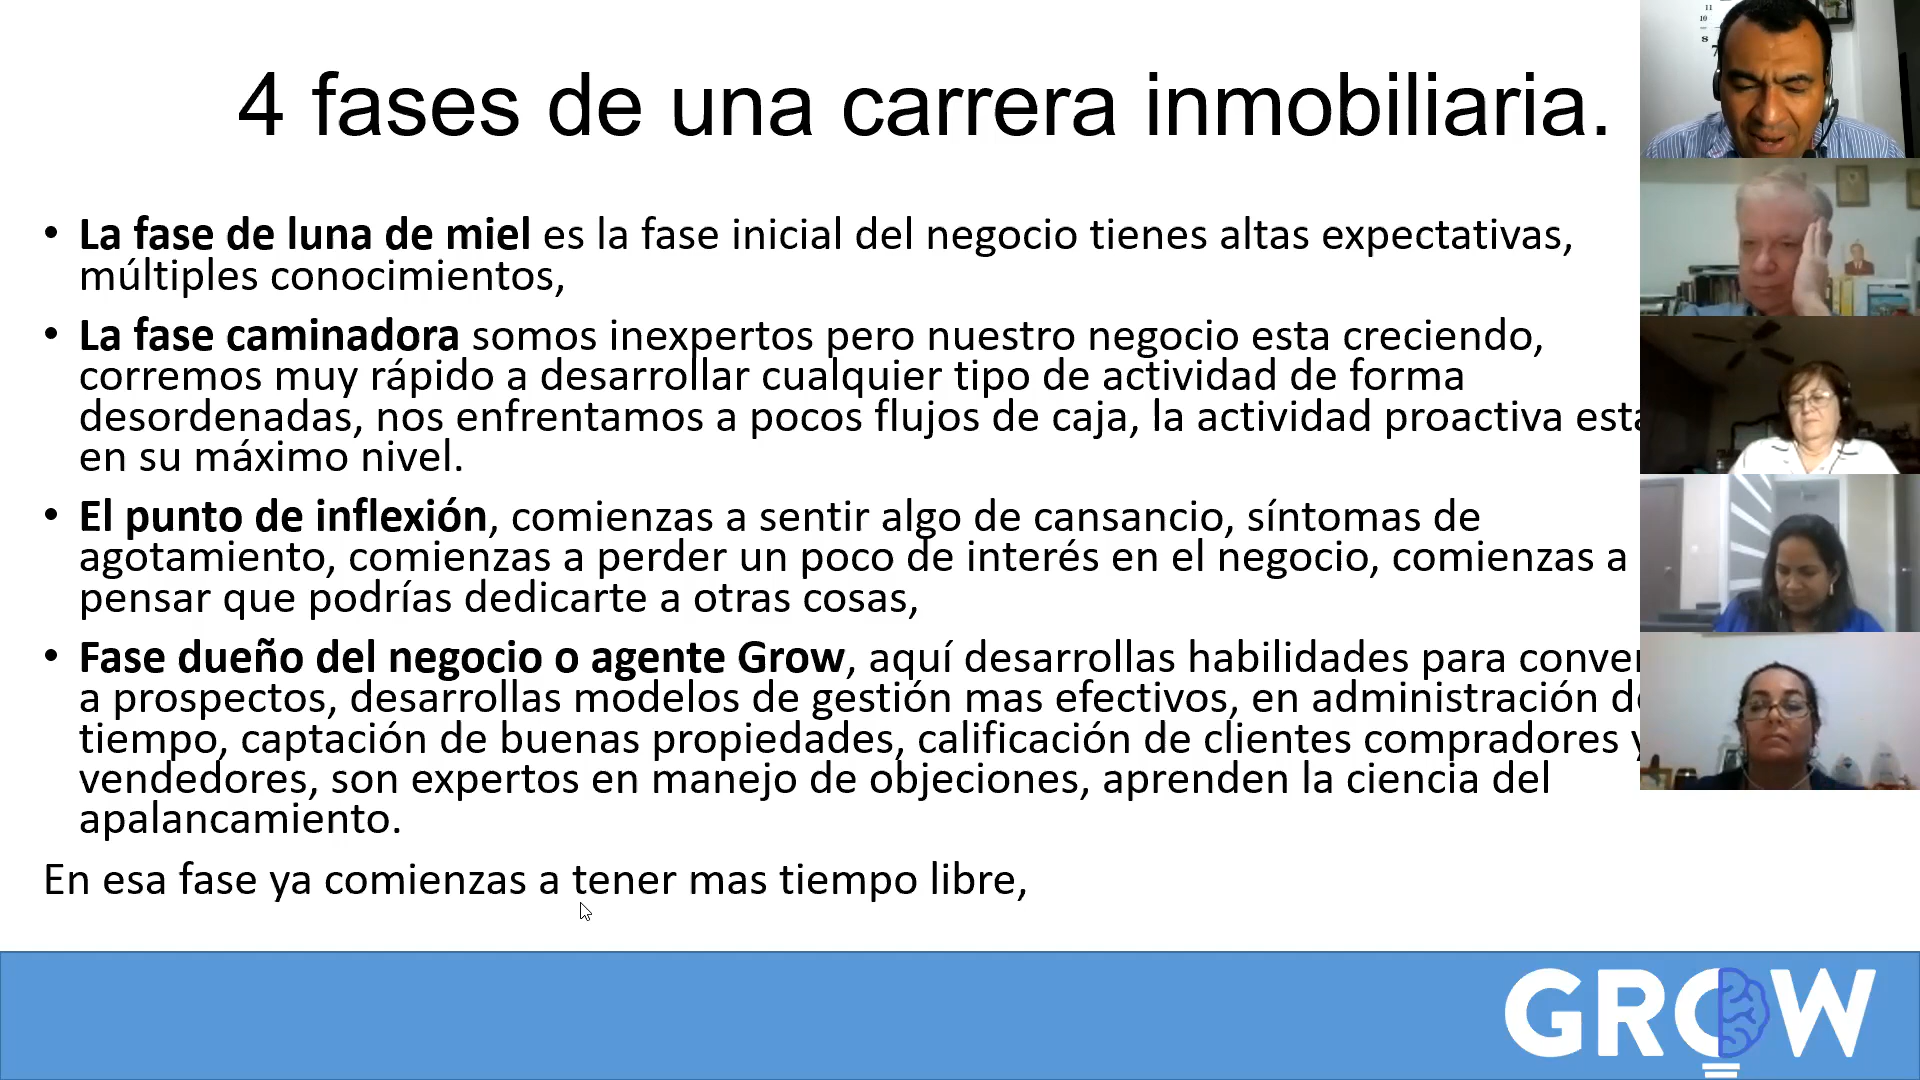 4 fases de una carrera inmobiliaria.
• La fase de luna de miel es la fase inicial del negocio tienes altas expectativas,
múltiples conocimientos,
• La fase caminadora somos inexpertos pero nuestro negocio esta creciendo,
corremos muy rápido a desarrollar cualquier tipo de actividad de forma
desordenadas, nos enfrentamos a pocos flujos de caja, la actividad proactiva esta
en su máximo nivel.
• El punto de inflexión, comienzas a sentir algo de cansancio, síntomas de
agotamiento, comienzas a perder un poco de interés en el negocio, comienzas a
pensar que podrías dedicarte a otras cosas,
• Fase dueño del negocio o agente Grow, aquí desarrollas habilidades para
a prospectos, desarrollas modelos de gestión mas efectivos, en administración
tiempo, captación de buenas propiedades, calificación de clientes compradores y
vendedores, son expertos en manejo de objeciones, aprenden la ciencia del
apalancamiento.
En esa fase ya comienzas a tener mas tiempo libre,
GROW